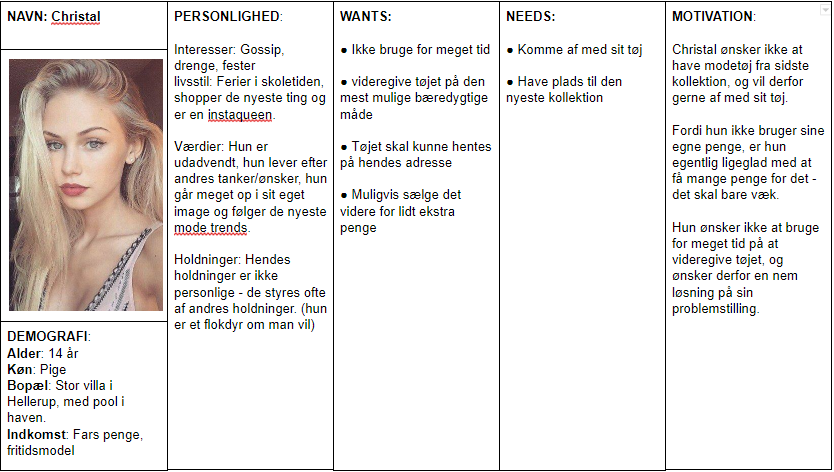 NAVN: Christal
DEMOGRAFI:
Alder: 14 år
Køn: Pige
Bopæl: Stor villa i
Hellerup, med pool i
haven.
Indkomst: Fars penge,
fritidsmodel
PERSONLIGHED:
Interesser: Gossip,
drenge, fester
livsstil: Ferier i skoletiden,
shopper de nyeste ting og
er en instaqueen.
Værdier: Hun er
udadvendt, hun lever efter
andres tanker/ønsker, hun
går meget op i sit eget
image og følger de nyeste
mode trends.
Holdninger: Hendes
holdninger er ikke
personlige - de styres ofte
af andres holdninger. (hun
er et flokdyr om man vil)
WANTS:
● Ikke bruge for meget tid
● videregive tøjet på den
mest mulige bæredygtige
måde
● Tøjet skal kunne hentes
på hendes adresse
● Muligvis sælge det
videre for lidt ekstra
penge
NEEDS:
● Komme af med sit tøj
● Have plads til den
nyeste kollektion
MOTIVATION:
Christal ønsker ikke at
have modetøj fra sidste
kollektion, og vil derfor
gerne af med sit tøj.
Fordi hun ikke bruger sine
egne penge, er hun
egentlig ligeglad med at
få mange penge for det -
det skal bare væk.
Hun ønsker ikke at bruge
for meget tid på at
videregive tøjet, og
ønsker derfor en nem
løsning på sin
problemstilling.